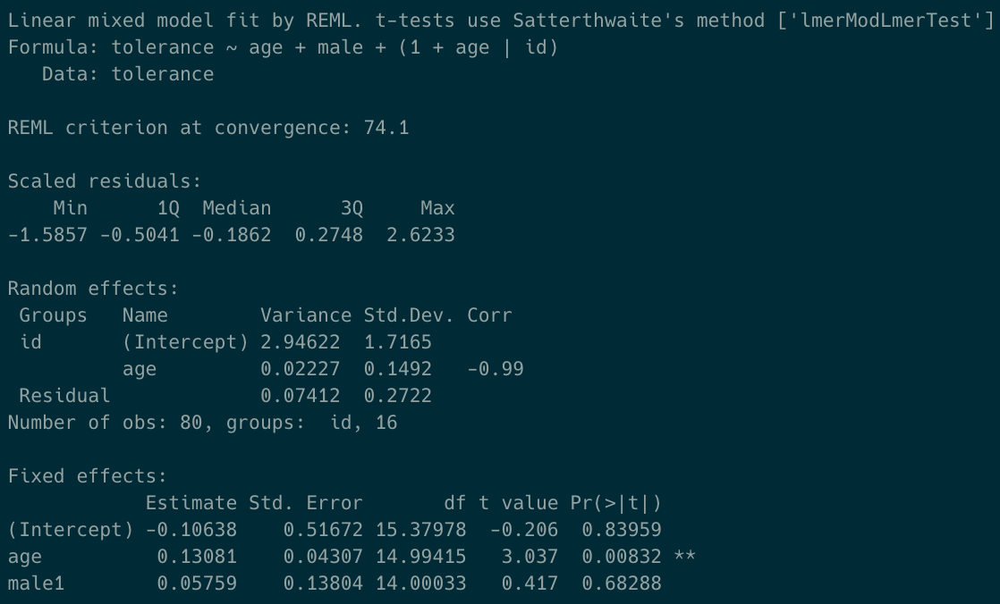 Linear mixed model fit by REML. t-tests use Satterthwaite's method ['lmerModLmerTest']
Formula: tolerance ~ age + male + (1 + age | id)
   Data: tolerance

REML criterion at convergence: 74.1

Scaled residuals:
    Min      1Q  Median      3Q     Max
-1.5857 -0.5041 -0.1862  0.2748  2.6233

Random effects:
 Groups   Name        Variance Std.Dev. Corr
 id       (Intercept) 2.94622  1.7165
          age         0.02227  0.1492   -0.99
 Residual             0.07412  0.2722
Number of obs: 80, groups:  id, 16

Fixed effects:
            Estimate Std. Error       df t value Pr(>|t|)
(Intercept) -0.10638    0.51672 15.37978  -0.206  0.83959
age          0.13081    0.04307 14.99415   3.037  0.00832 **
male1        0.05759    0.13804 14.00033   0.417  0.68288